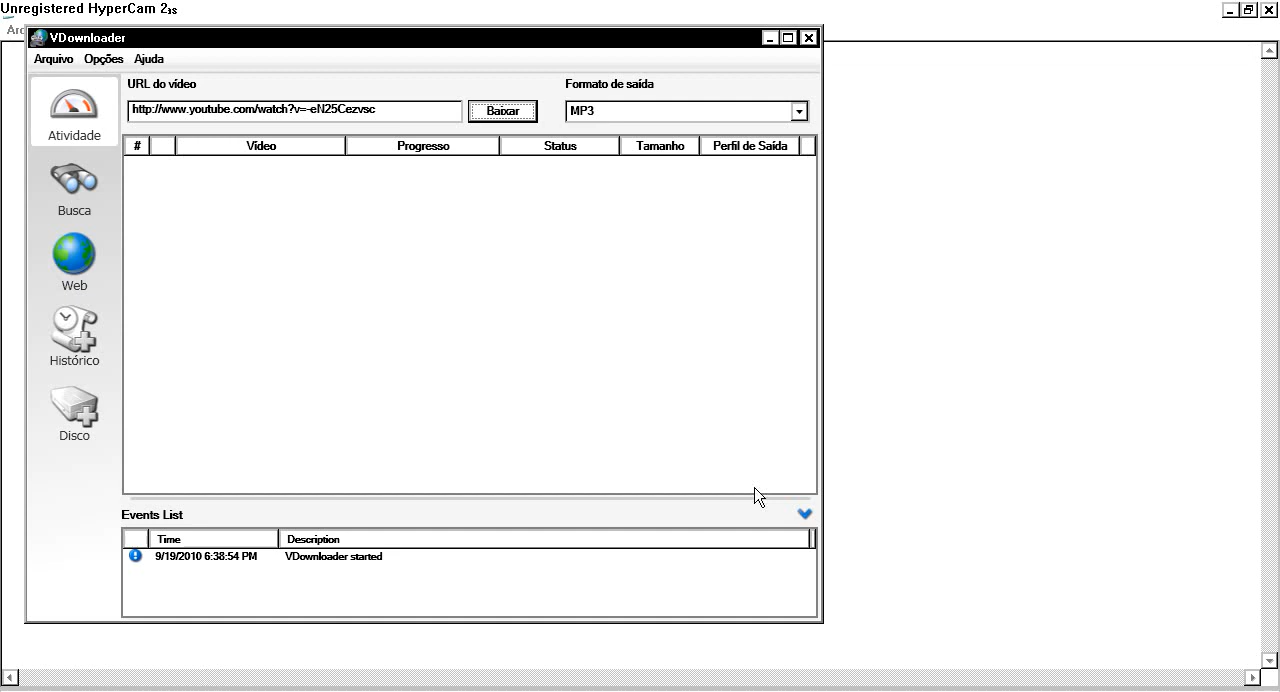 Unregistered HyperCam 2
VDownloader
Arquivo Opções Ajuda
URL do vídeo Formato de saída
http://www.youtube.com/watch?v=-eN25Cezvsc Baixar MP3
Atividade
# Vídeo Progresso Status Tamanho Perfil de Saída
Busca
Web
Histórico
Disco
Events List
Time Description
9/19/2010 6:38:54 PM VDownloader started